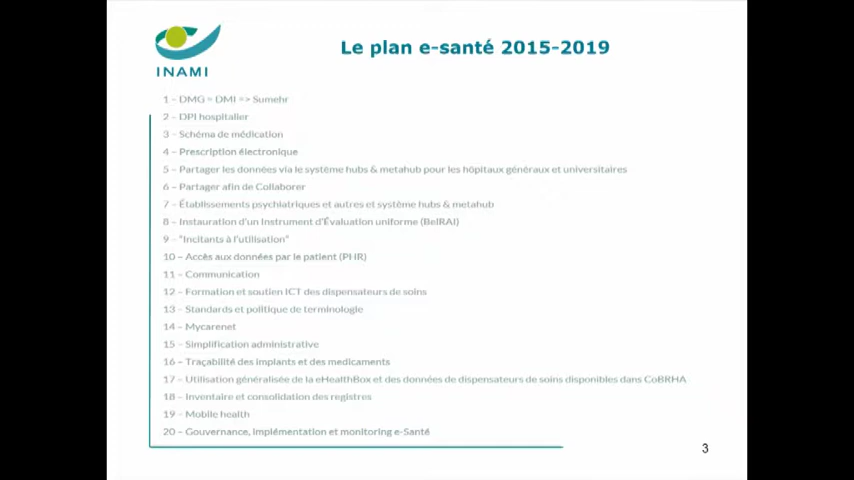 INAMI
Le plan e-santé 2015-2019
1 – DMG = DMI => Sumehr
2 – DPI hospitalier
3 – Schéma de médication
4 – Prescription électronique
5 – Partager les données via le système hubs & metahub pour les hôpitaux généraux et universitaires
6 – Partager afin de Collaborer
7 – Établissements psychiatriques et autres et système hubs & metahub
8 – Instauration d'un Instrument d'Évaluation uniforme (BelRAI)
9 – "Incitants à l'utilisation"
10 – Accès aux données par le patient (PHR)
11 – Communication
12 – Formation et soutien ICT des dispensateurs de soins
13 – Standards et politique de terminologie
14 – Mycarenet
15 – Simplification administrative
16 – Traçabilité des implants et des medicaments
17 – Utilisation généralisée de la eHealthBox et des données de dispensateurs de soins disponibles dans CoBRHA
18 – Inventaire et consolidation des registres
19 – Mobile health
20 – Gouvernance, implémentation et monitoring e-Santé
3